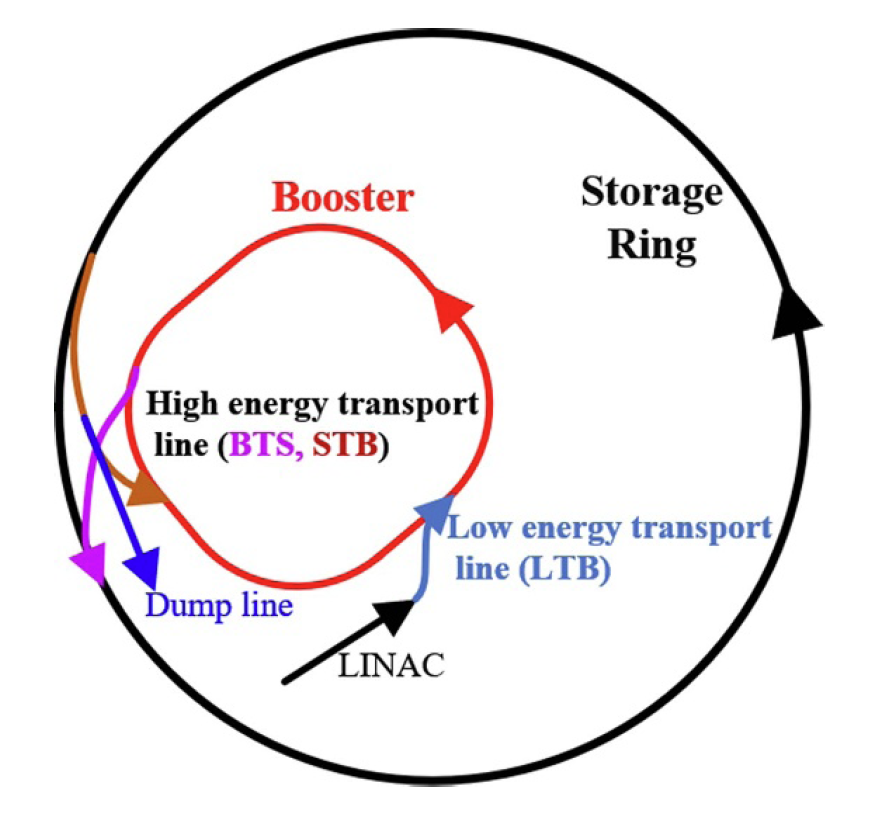 Booster
Storage
Ring
High energy transport
line (BTS, STB)
Low energy transport
line (LTB)
Dump line
LINAC